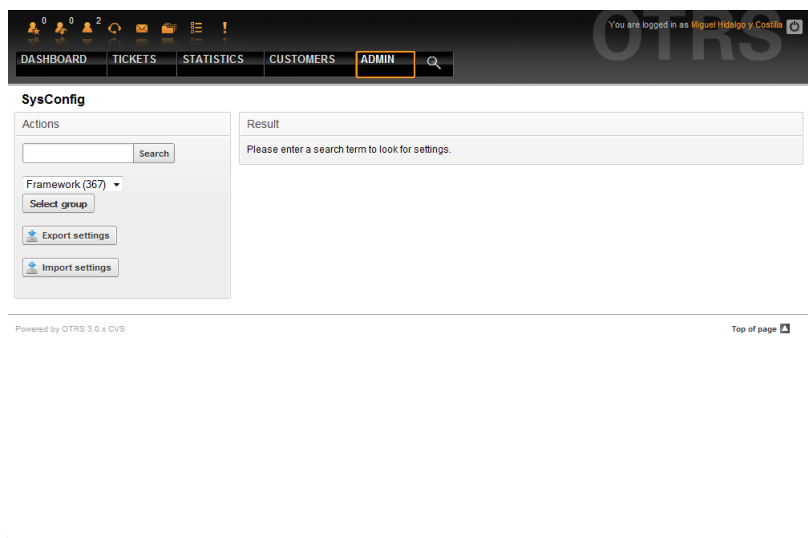 0 0 2
You are logged in as Miguel Hidalgo y Costilla
OTRS
DASHBOARD TICKETS STATISTICS CUSTOMERS ADMIN
SysConfig
Actions
Search
Framework (367)
Select group
Export settings
Import settings
Result
Please enter a search term to look for settings.
Powered by OTRS 3.0.x CVS
Top of page